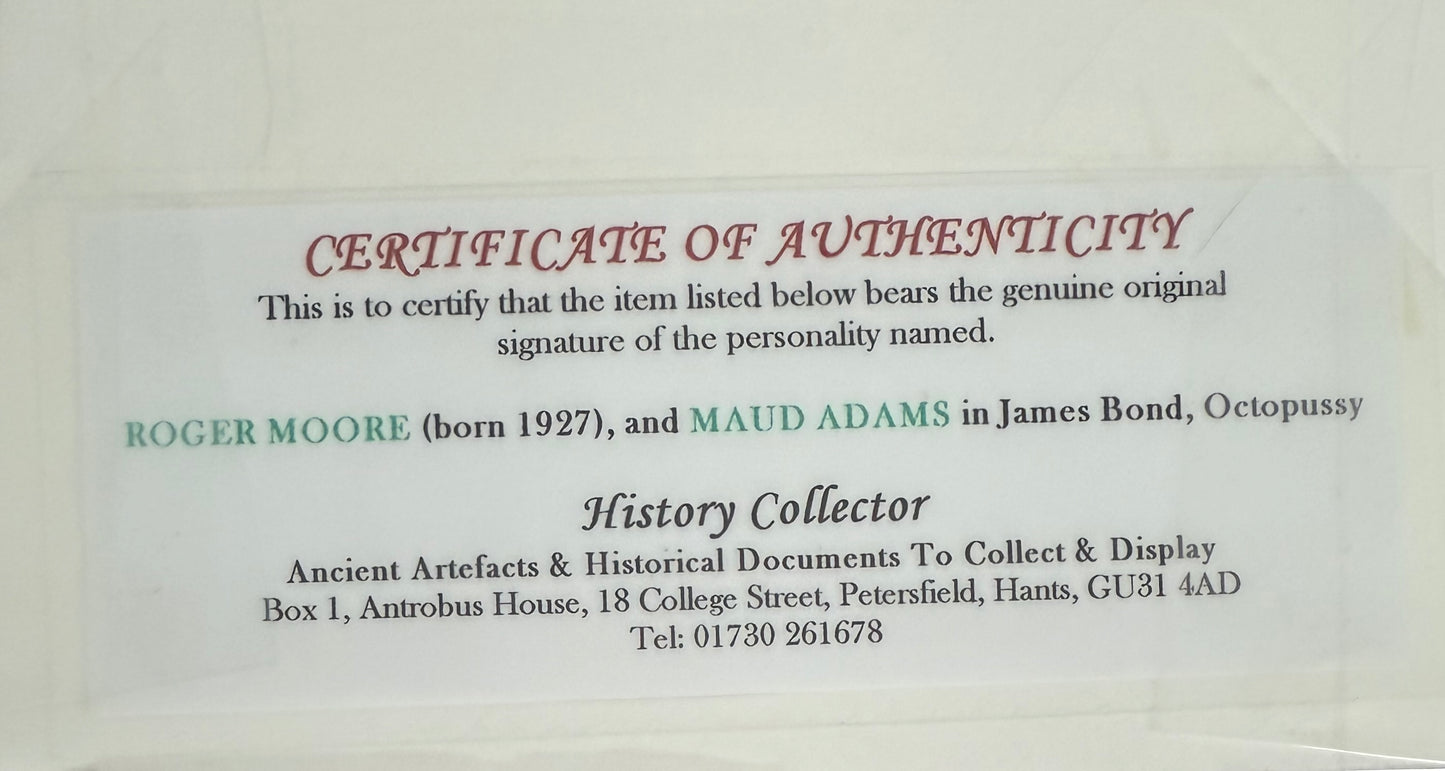 CERTIFICATE OF AUTHENTICITY
This is to certify that the item listed below bears the genuine original
signature of the personality named.
ROGER MOORE (born 1927), and MAUD ADAMS in James Bond, Octopussy
History Collector
Ancient Artefacts & Historical Documents To Collect & Display
Box 1, Antrobus House, 18 College Street, Petersfield, Hants, GU31 4AD
Tel: 01730 261678